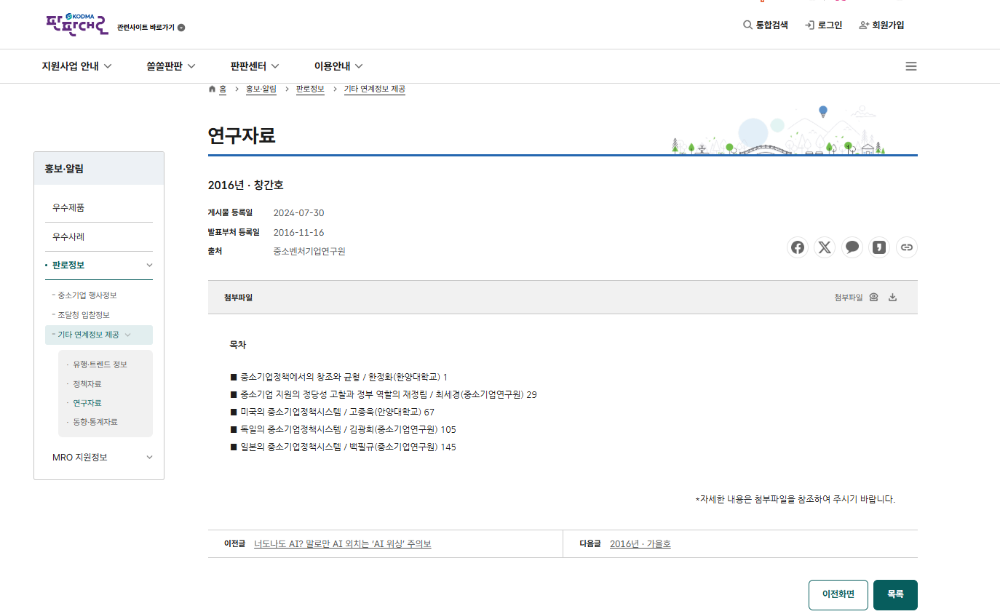 KODMA
판판대로
관련사이트 바로가기
통합검색
로그인
회원가입
지원사업 안내
쏠쏠판판
판판센터
이용안내
홈 > 홍보·알림 > 판로정보 > 기타 연계정보 제공
연구자료
홍보·알림
우수제품
우수사례
• 판로정보
- 중소기업 행사정보
- 조달청 입찰정보
- 기타 연계정보 제공
· 유행·트렌드 정보
· 정책자료
· 연구자료
· 동향·통계자료
MRO 지원정보
2016년 · 창간호
게시물 등록일 2024-07-30
발표부처 등록일 2016-11-16
출처 중소벤처기업연구원
첨부파일
첨부파일
목차
■ 중소기업정책에서의 창조와 균형 / 한정화(한양대학교) 1
■ 중소기업 지원의 정당성 고찰과 정부 역할의 재정립 / 최세경(중소기업연구원) 29
■ 미국의 중소기업정책시스템 / 고종욱(안양대학교) 67
■ 독일의 중소기업정책시스템 / 김광희(중소기업연구원) 105
■ 일본의 중소기업정책시스템 / 백필규(중소기업연구원) 145
*자세한 내용은 첨부파일을 참조하여 주시기 바랍니다.
이전글 너도나도 AI? 말로만 AI 외치는 ‘AI 워싱’ 주의보
다음글 2016년 · 가을호
이전화면
목록